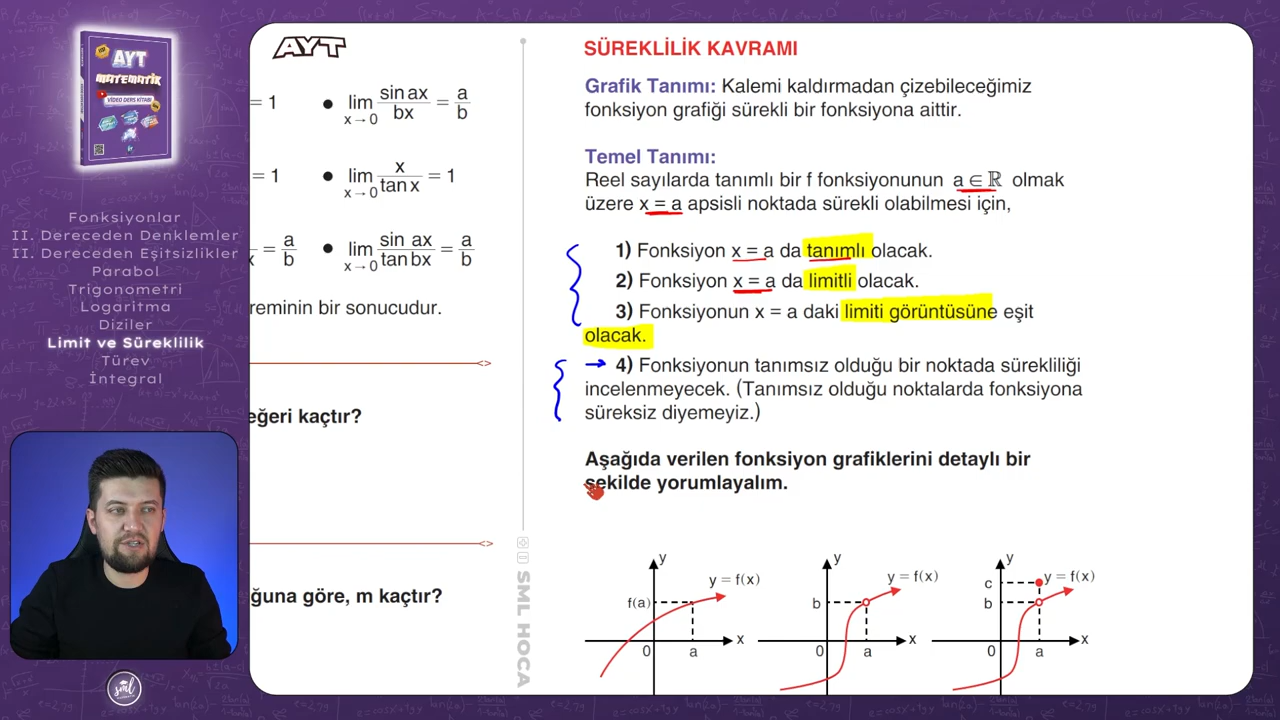 AYT
MATEMATİK
VİDEO DERS KİTABI
Fonksiyonlar
II. Dereceden Denklemler
II. Dereceden Eşitsizlikler
Parabol
Trigonometri
Logaritma
Diziler
Limit ve Süreklilik
Türev
İntegral
sml
AYT
= 1
● lim x→0 sin ax / bx = a / b
= 1
● lim x→0 x / tan x = 1
= a / b
● lim x→0 sin ax / tan bx = a / b
reminin bir sonucudur.
eğeri kaçtır?
ğuna göre, m kaçtır?
SML HOCA
SÜREKLİLİK KAVRAMI
Grafik Tanımı: Kalemi kaldırmadan çizebileceğimiz
fonksiyon grafiği sürekli bir fonksiyona aittir.
Temel Tanımı:
Reel sayılarda tanımlı bir f fonksiyonunun a ∈ ℝ olmak
üzere x = a apsisli noktada sürekli olabilmesi için,
1) Fonksiyon x = a da tanımlı olacak.
2) Fonksiyon x = a da limitli olacak.
3) Fonksiyonun x = a daki limiti görüntüsüne eşit
olacak.
→ 4) Fonksiyonun tanımsız olduğu bir noktada sürekliliği
incelenmeyecek. (Tanımsız olduğu noktalarda fonksiyona
süreksiz diyemeyiz.)
Aşağıda verilen fonksiyon grafiklerini detaylı bir
şekilde yorumlayalım.
y
y = f(x)
f(a)
x
0
a
y
y = f(x)
b
x
0
a
y
c
y = f(x)
b
x
0
a